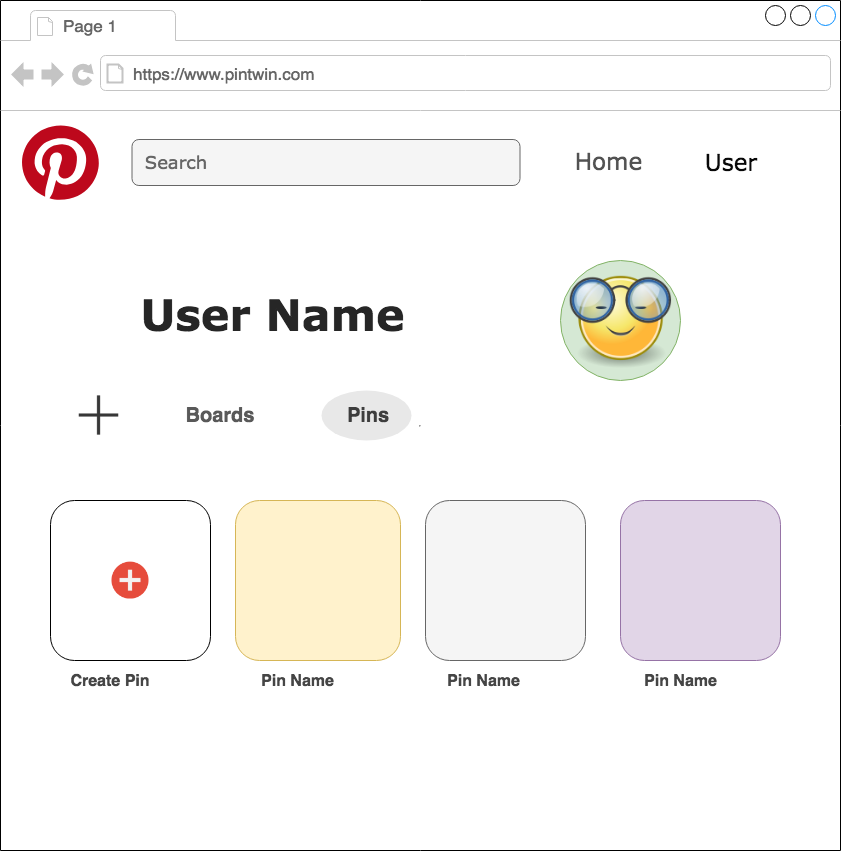 Page 1
https://www.pintwin.com
Search
Home
User
User Name
Boards
Pins
Create Pin
Pin Name
Pin Name
Pin Name